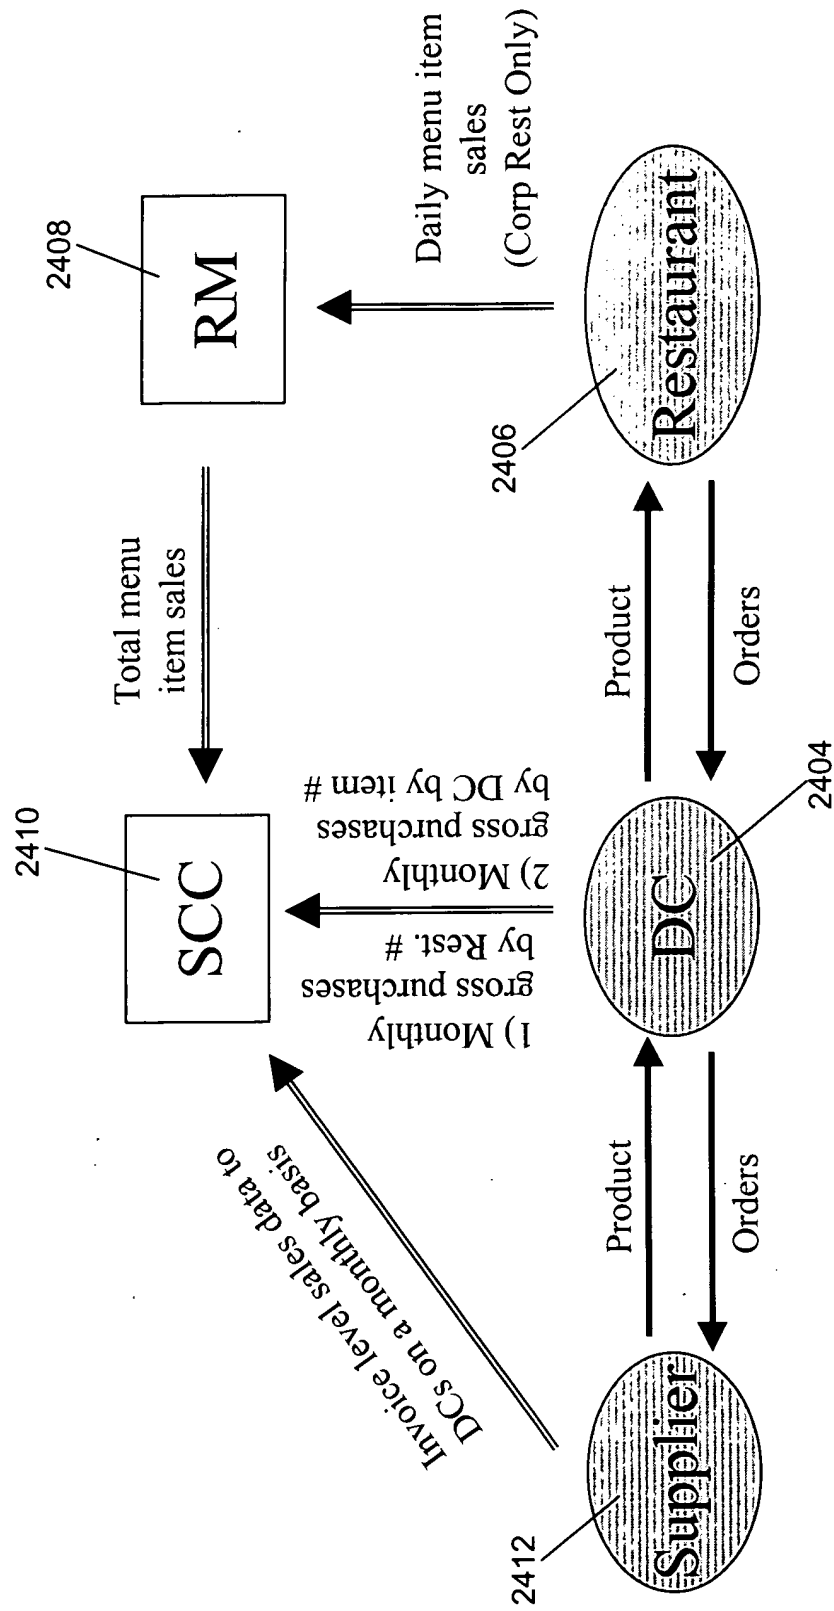 2410
SCC
Total menu
item sales
2408
RM
Invoice level sales data to
DCs on a monthly basis
1) Monthly
gross purchases
by Rest. #
2) Monthly
gross purchases
by DC by item #
Daily menu item
sales
(Corp Rest Only)
2412
Supplier
Product
Orders
DC
2404
Product
Orders
2406
Restaurant